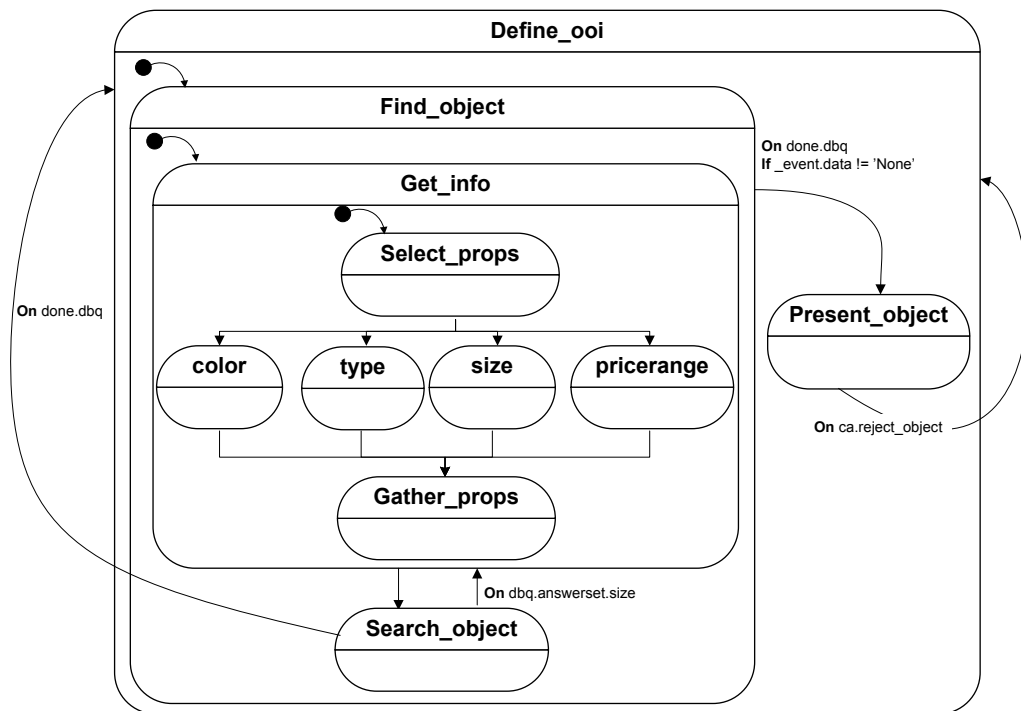 Define_ooi
Find_object
On done.dbq
If _event.data != 'None'
Get_info
Select_props
On done.dbq
Present_object
color
type
size
pricerange
On ca.reject_object
Gather_props
On dbq.answerset.size
Search_object